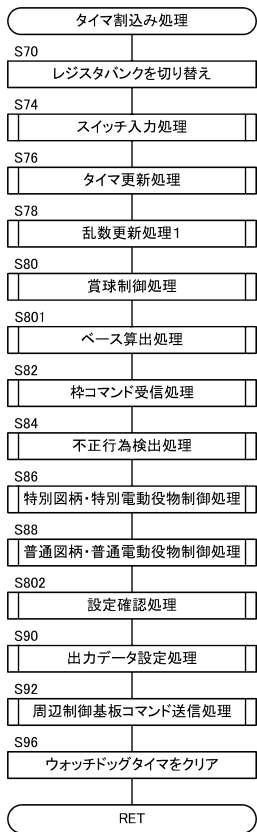 タイマ割込み処理
S70
レジスタバンクを切り替え
S74
スイッチ入力処理
S76
タイマ更新処理
S78
乱数更新処理1
S80
賞球制御処理
S801
ベース算出処理
S82
枠コマンド受信処理
S84
不正行為検出処理
S86
特別図柄・特別電動役物制御処理
S88
普通図柄・普通電動役物制御処理
S802
設定確認処理
S90
出力データ設定処理
S92
周辺制御基板コマンド送信処理
S96
ウォッチドッグタイマをクリア
RET